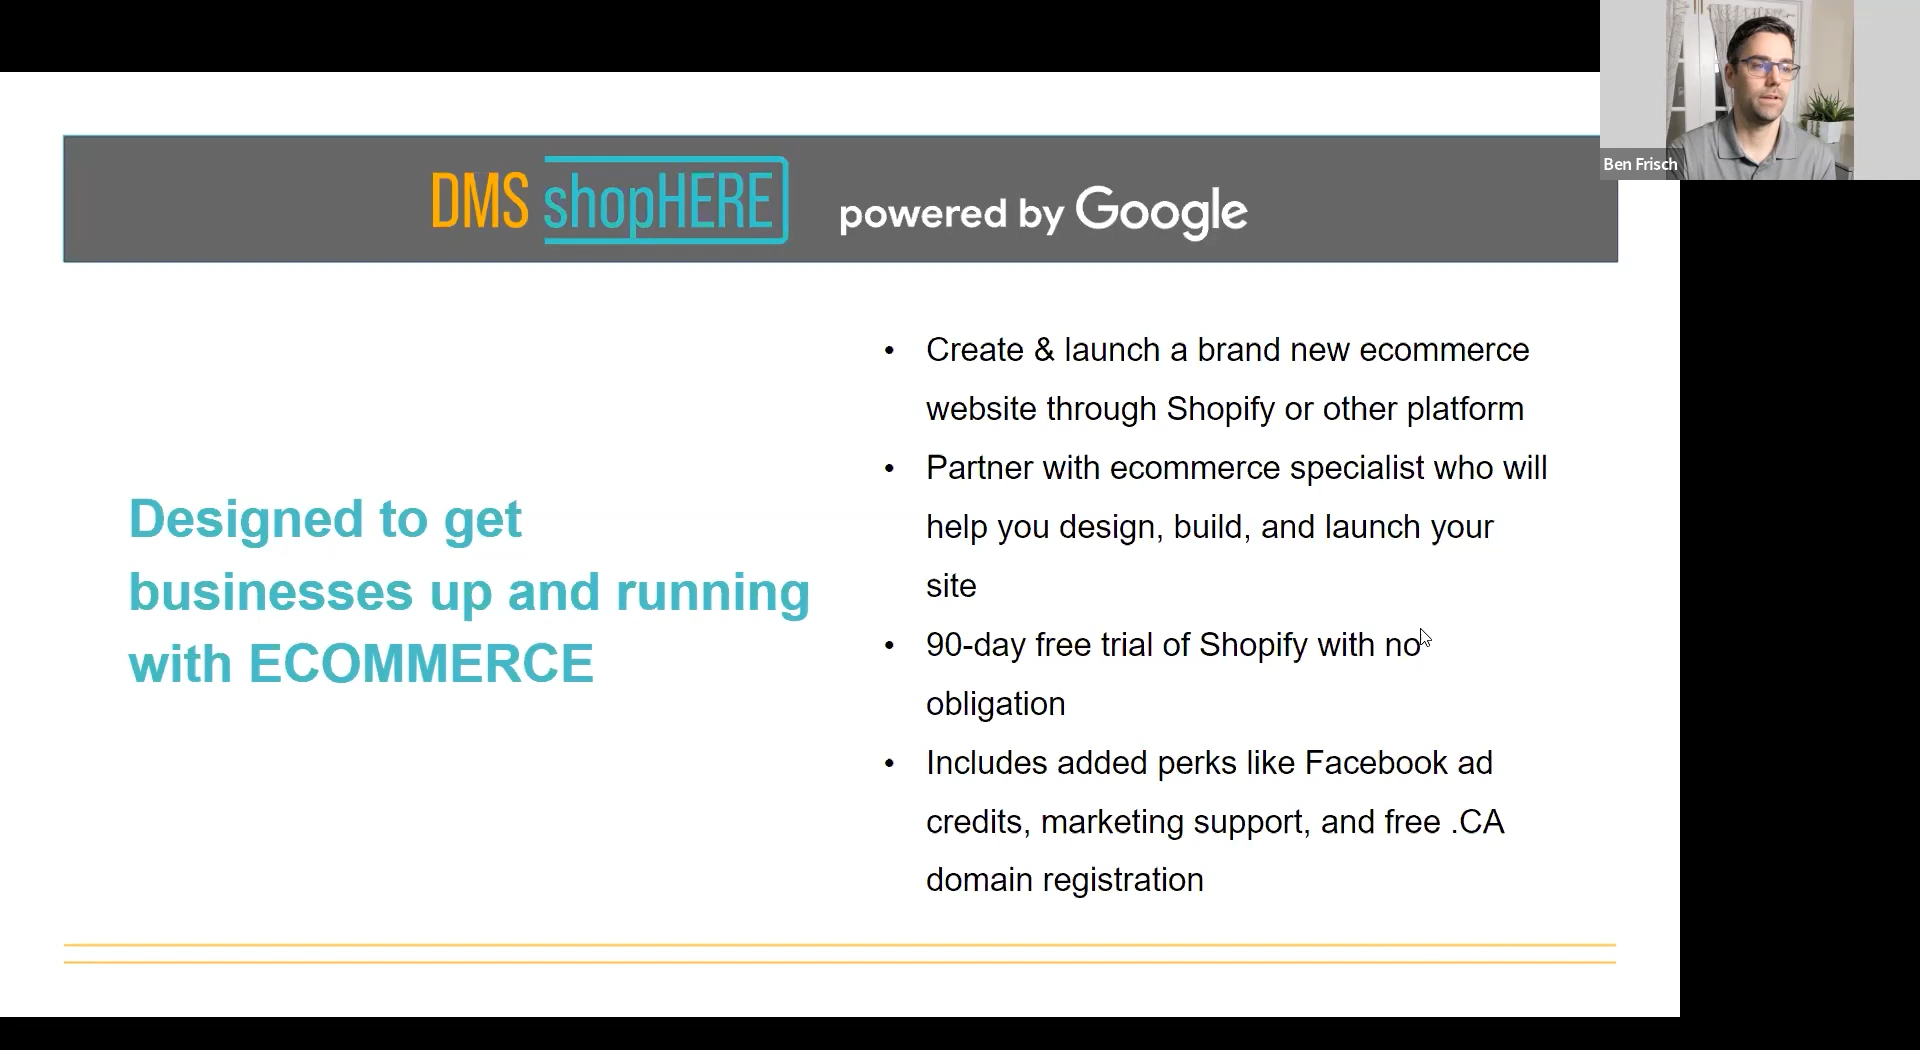 Ben Frisch
DMS shopHERE powered by Google
Designed to get
businesses up and running
with ECOMMERCE
• Create & launch a brand new ecommerce
website through Shopify or other platform
• Partner with ecommerce specialist who will
help you design, build, and launch your
site
• 90-day free trial of Shopify with no
obligation
• Includes added perks like Facebook ad
credits, marketing support, and free .CA
domain registration